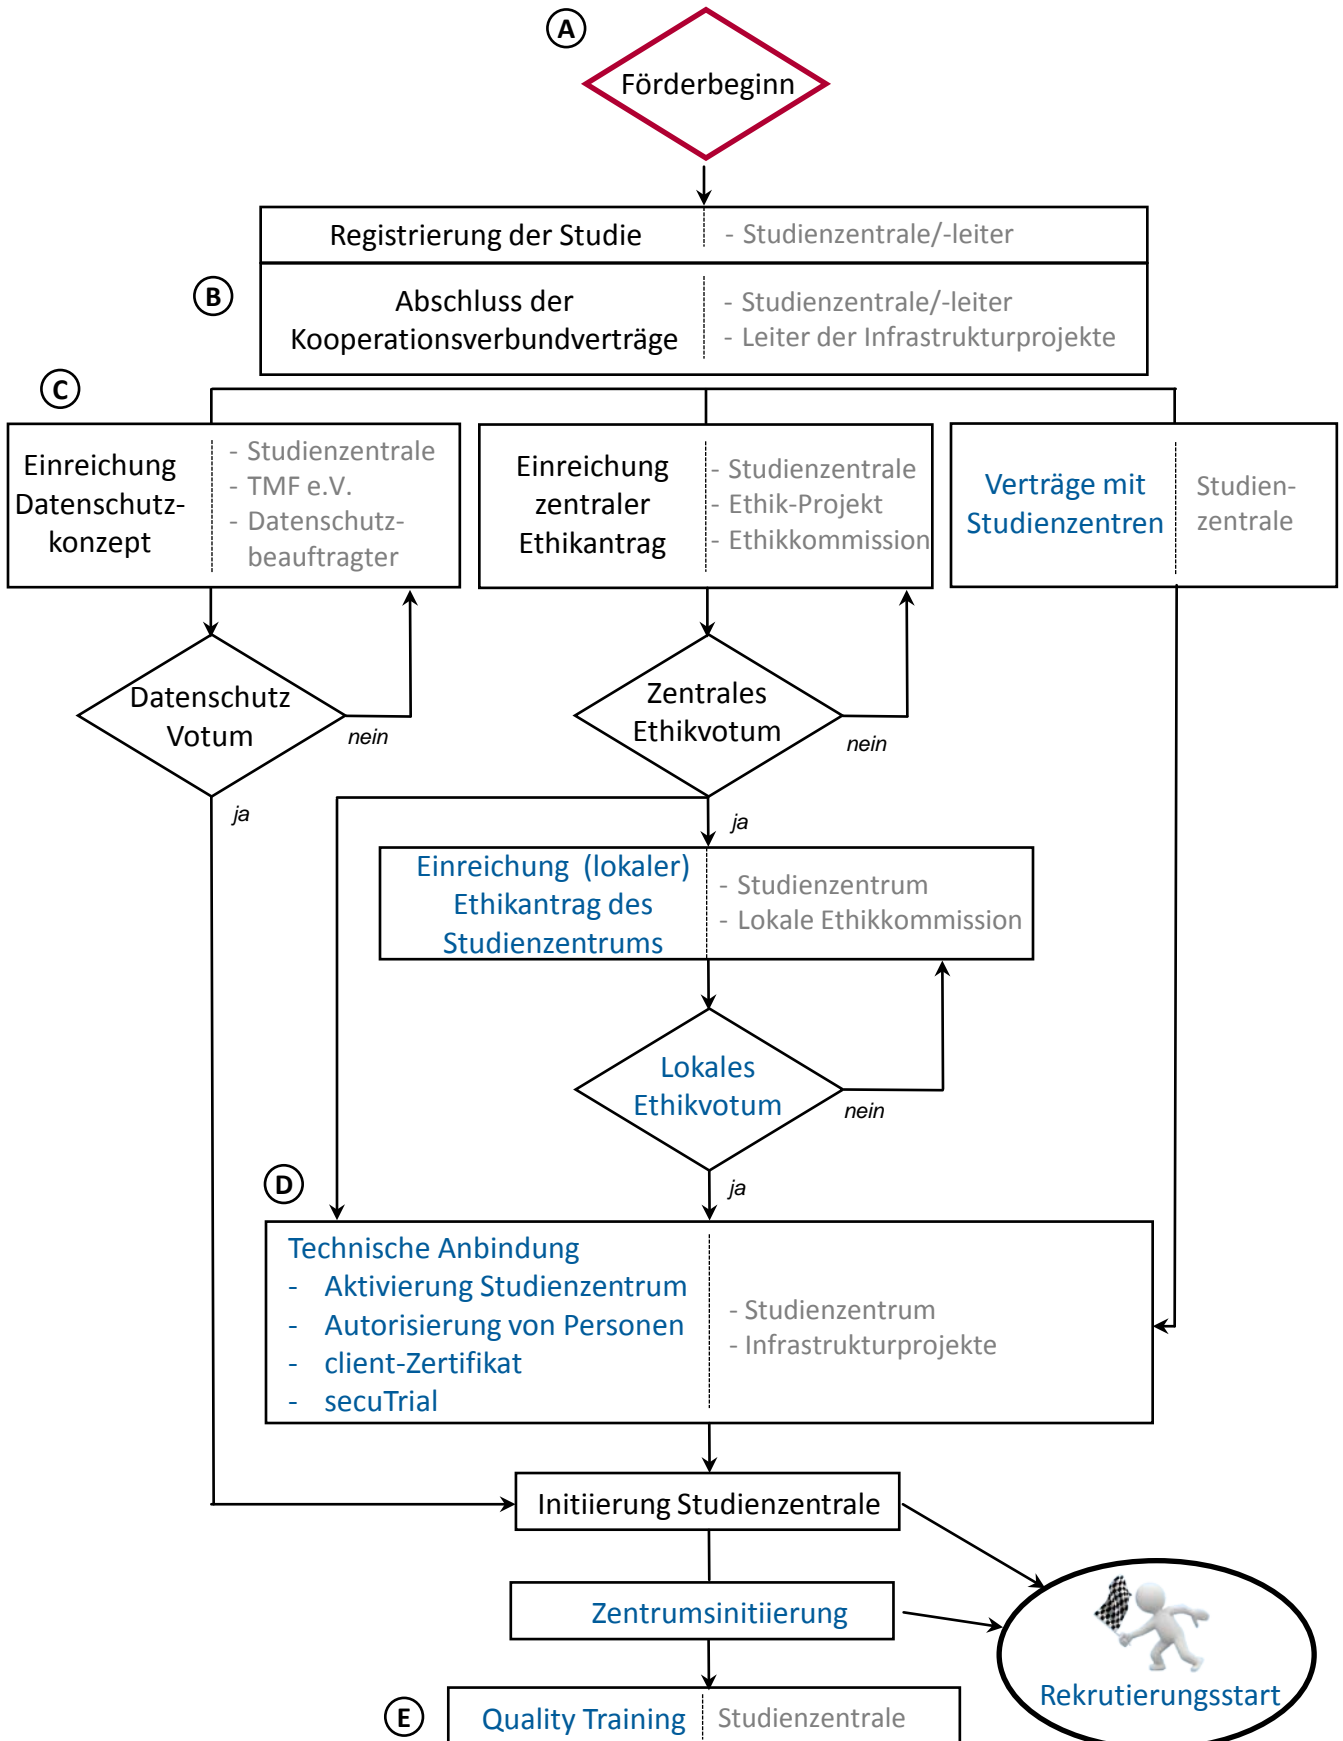 A
Förderbeginn
Registrierung der Studie
- Studienzentrale/-leiter
B
Abschluss der
Kooperationsverbundverträge
- Studienzentrale/-leiter
- Leiter der Infrastrukturprojekte
C
Einreichung
Datenschutz-
konzept
- Studienzentrale
- TMF e.V.
- Datenschutz-
beauftragter
Einreichung
zentraler
Ethikantrag
- Studienzentrale
- Ethik-Projekt
- Ethikkommission
Verträge mit
Studienzentren
Studien-
zentrale
Datenschutz
Votum
nein
ja
Zentrales
Ethikvotum
nein
ja
Einreichung (lokaler)
Ethikantrag des
Studienzentrums
- Studienzentrum
- Lokale Ethikkommission
Lokales
Ethikvotum
nein
ja
D
Technische Anbindung
- Aktivierung Studienzentrum
- Autorisierung von Personen
- client-Zertifikat
- secuTrial
- Studienzentrum
- Infrastrukturprojekte
Initiierung Studienzentrale
Zentrumsinitiierung
Rekrutierungsstart
E
Quality Training
Studienzentrale